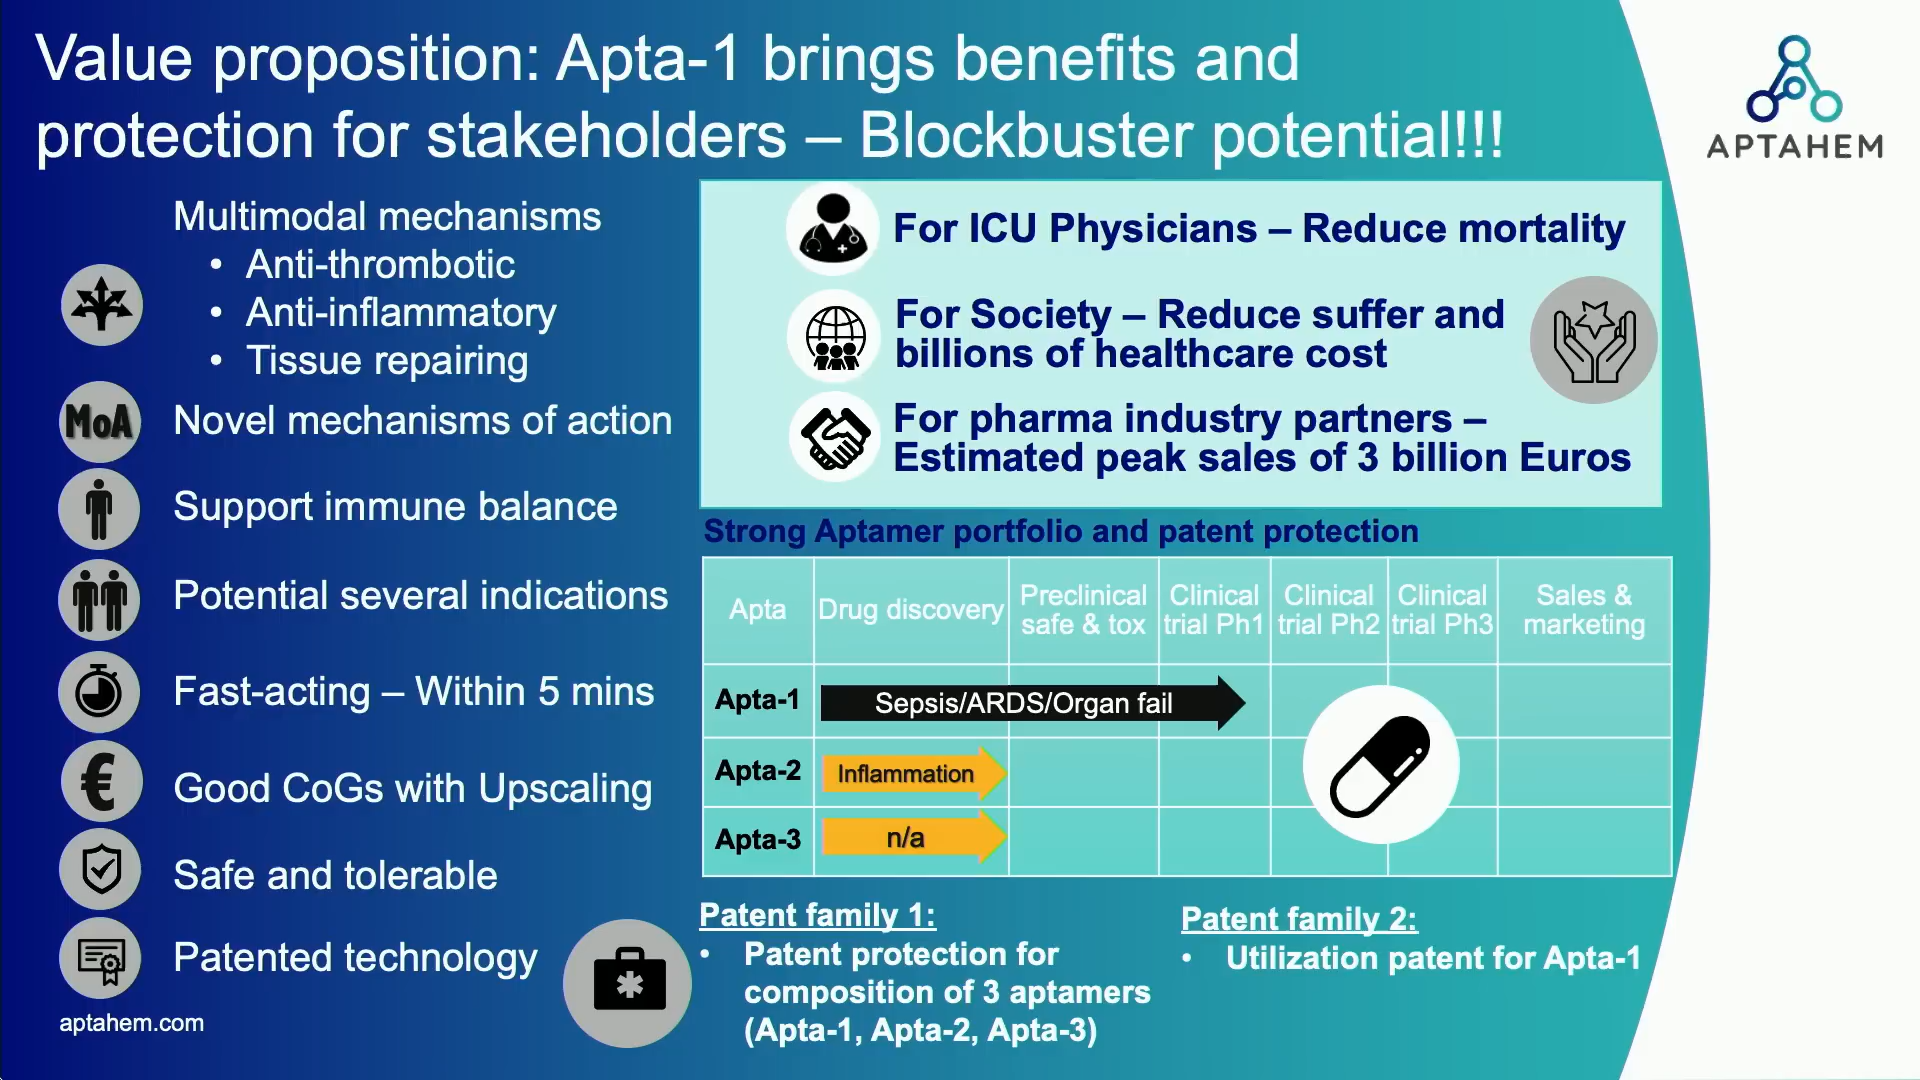 Value proposition: Apta-1 brings benefits and
protection for stakeholders – Blockbuster potential!!!
APTAHEM
Multimodal mechanisms
• Anti-thrombotic
• Anti-inflammatory
• Tissue repairing
MoA
Novel mechanisms of action
Support immune balance
Potential several indications
Fast-acting – Within 5 mins
€
Good CoGs with Upscaling
Safe and tolerable
Patented technology
aptahem.com
For ICU Physicians – Reduce mortality
For Society – Reduce suffer and
billions of healthcare cost
For pharma industry partners –
Estimated peak sales of 3 billion Euros
Strong Aptamer portfolio and patent protection
Apta
Drug discovery
Preclinical
safe & tox
Clinical
trial Ph1
Clinical
trial Ph2
Clinical
trial Ph3
Sales &
marketing
Apta-1
Sepsis/ARDS/Organ fail
Apta-2
Inflammation
Apta-3
n/a
Patent family 1:
• Patent protection for
composition of 3 aptamers
(Apta-1, Apta-2, Apta-3)
Patent family 2:
• Utilization patent for Apta-1